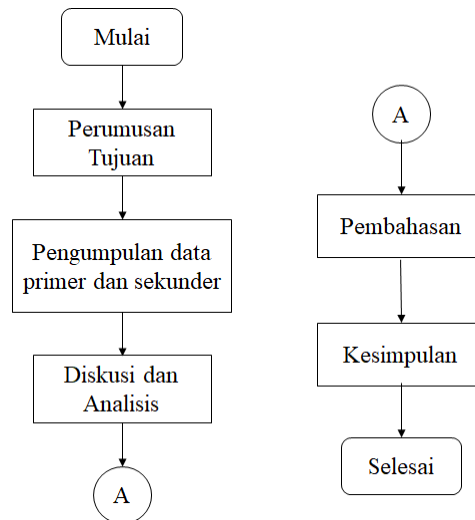 Mulai
Perumusan
Tujuan
Pengumpulan data
primer dan sekunder
Diskusi dan
Analisis
A
A
Pembahasan
Kesimpulan
Selesai